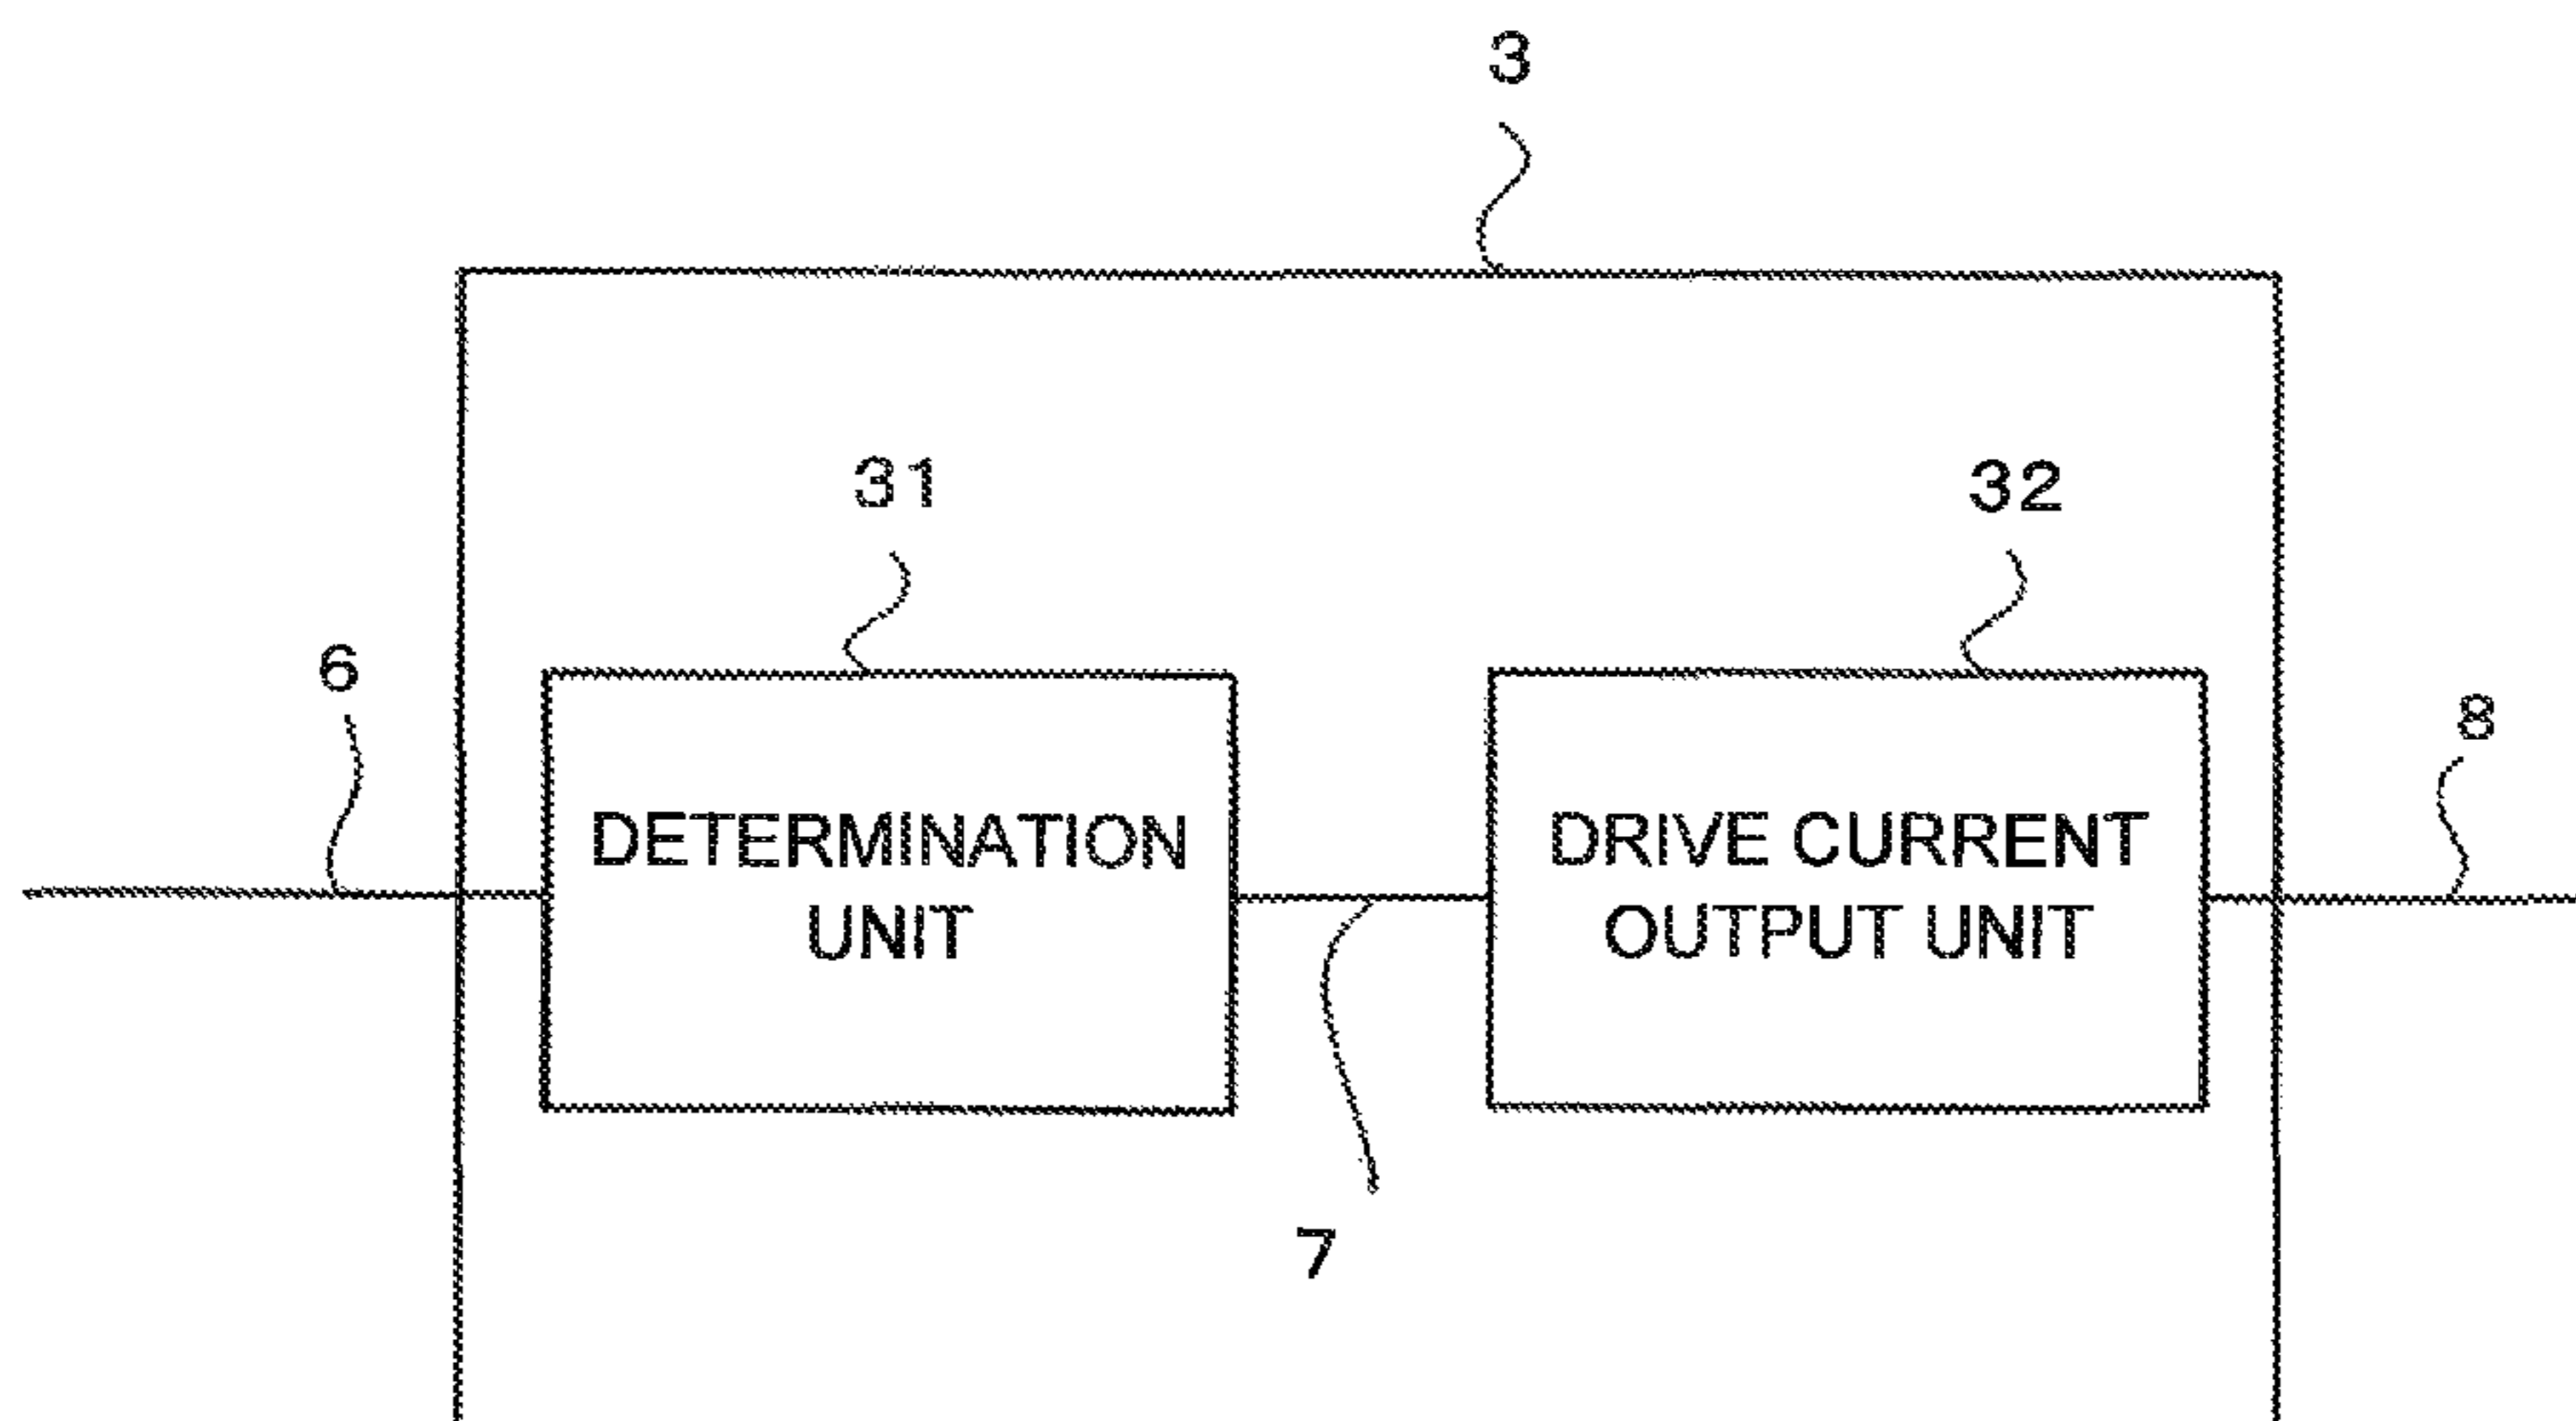 3
31
32
6
8
DETERMINATION
UNIT
DRIVE CURRENT
OUTPUT UNIT
7